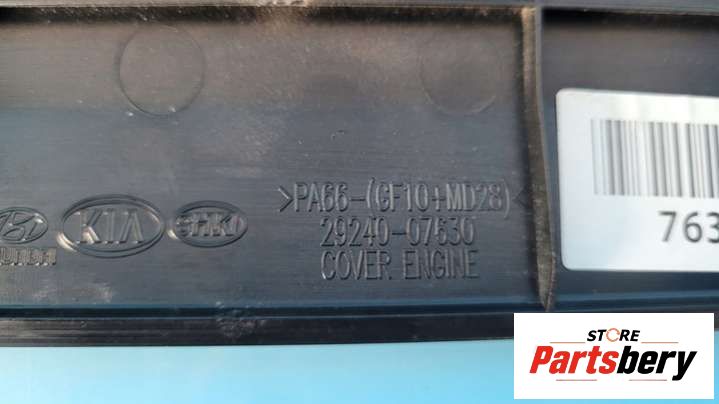 >PA66-(GF10+MD28)<
29240-07630
COVER ENGINE
KIA
763
STORE
Partsbery